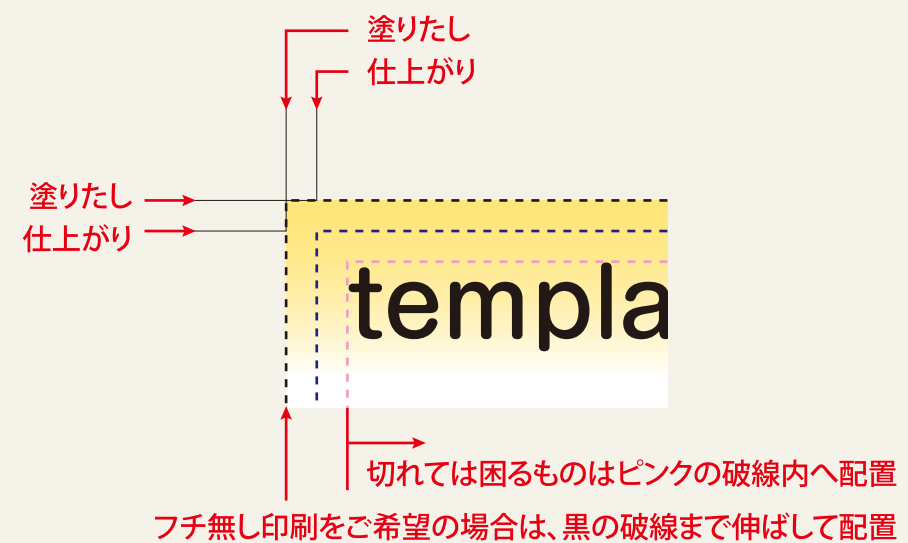 塗りたし
仕上がり
塗りたし
仕上がり
templa
切れては困るものはピンクの破線内へ配置
フチ無し印刷をご希望の場合は、黒の破線まで伸ばして配置